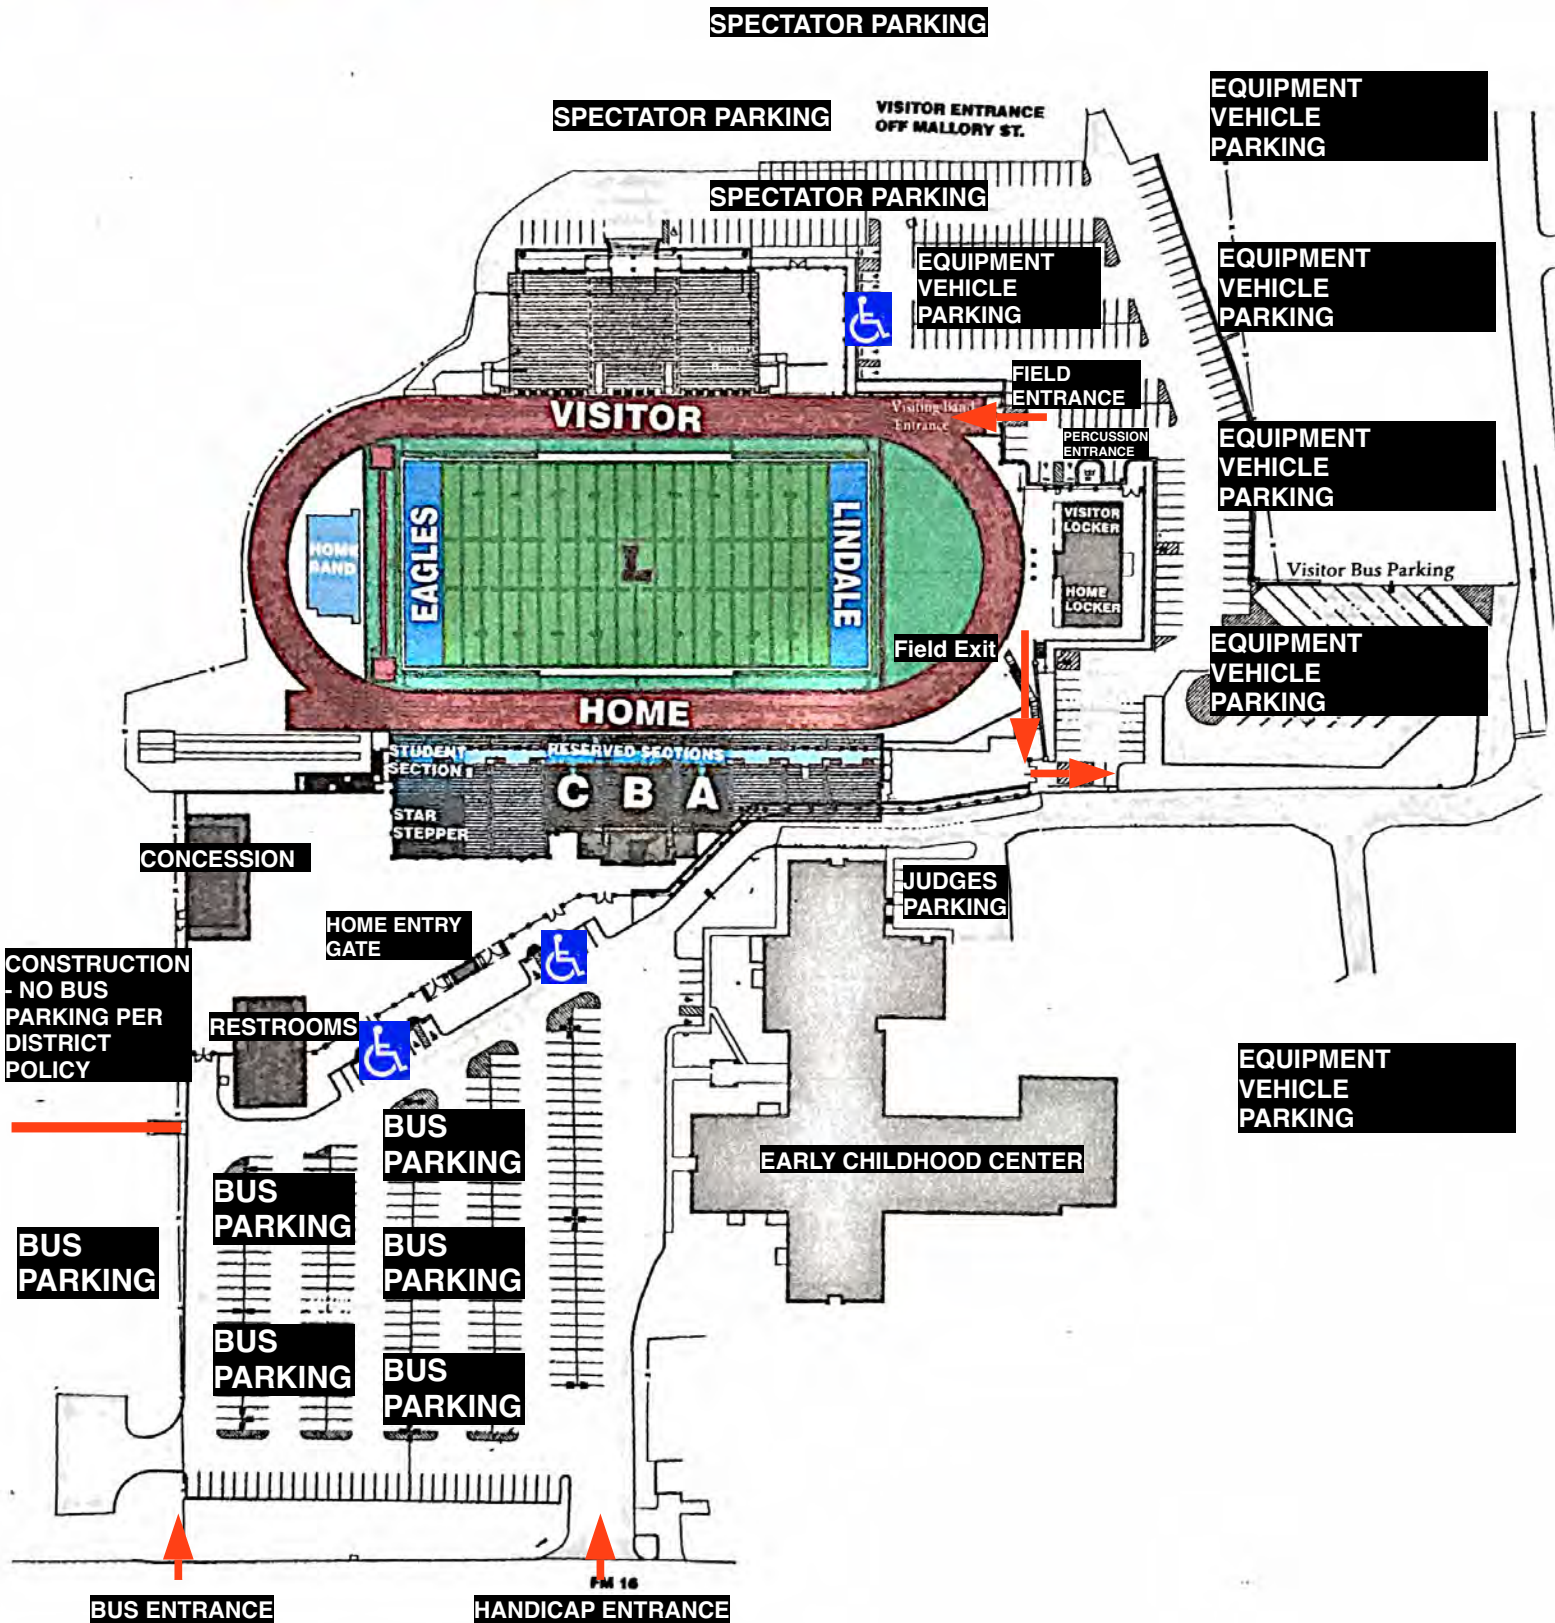 SPECTATOR PARKING
EQUIPMENT
VEHICLE
PARKING
SPECTATOR PARKING
VISITOR ENTRANCE
OFF MALLORY ST.
SPECTATOR PARKING
EQUIPMENT
VEHICLE
PARKING
EQUIPMENT
VEHICLE
PARKING
FIELD
ENTRANCE
VISITOR
Visiting Band
Entrance
PERCUSSION
ENTRANCE
EQUIPMENT
VEHICLE
PARKING
EAGLES
LINDALE
L
HOME
BAND
VISITOR
LOCKER
HOME
LOCKER
Visitor Bus Parking
Field Exit
EQUIPMENT
VEHICLE
PARKING
HOME
STUDENT
SECTION
RESERVED SECTIONS
C B A
STAR
STEPPER
CONCESSION
JUDGES
PARKING
HOME ENTRY
GATE
CONSTRUCTION
- NO BUS
PARKING PER
DISTRICT
POLICY
RESTROOMS
EQUIPMENT
VEHICLE
PARKING
BUS
PARKING
EARLY CHILDHOOD CENTER
BUS
PARKING
BUS
PARKING
BUS
PARKING
BUS
PARKING
BUS
PARKING
FM 16
BUS ENTRANCE
HANDICAP ENTRANCE